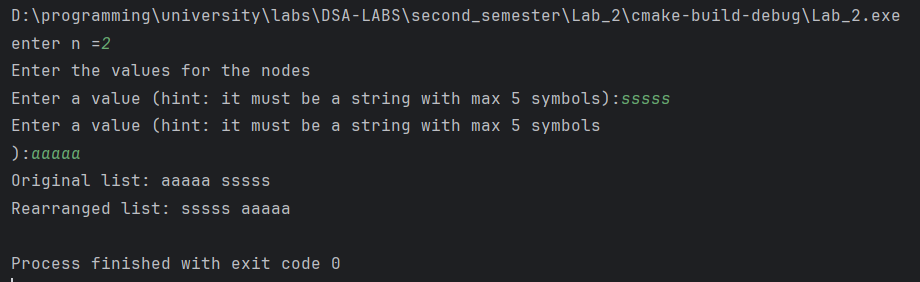 D:\programming\university\labs\DSA-LABS\second_semester\Lab_2\cmake-build-debug\Lab_2.exe
enter n =2
Enter the values for the nodes
Enter a value (hint: it must be a string with max 5 symbols):sssss
Enter a value (hint: it must be a string with max 5 symbols
):aaaaa
Original list: aaaaa sssss
Rearranged list: sssss aaaaa
Process finished with exit code 0